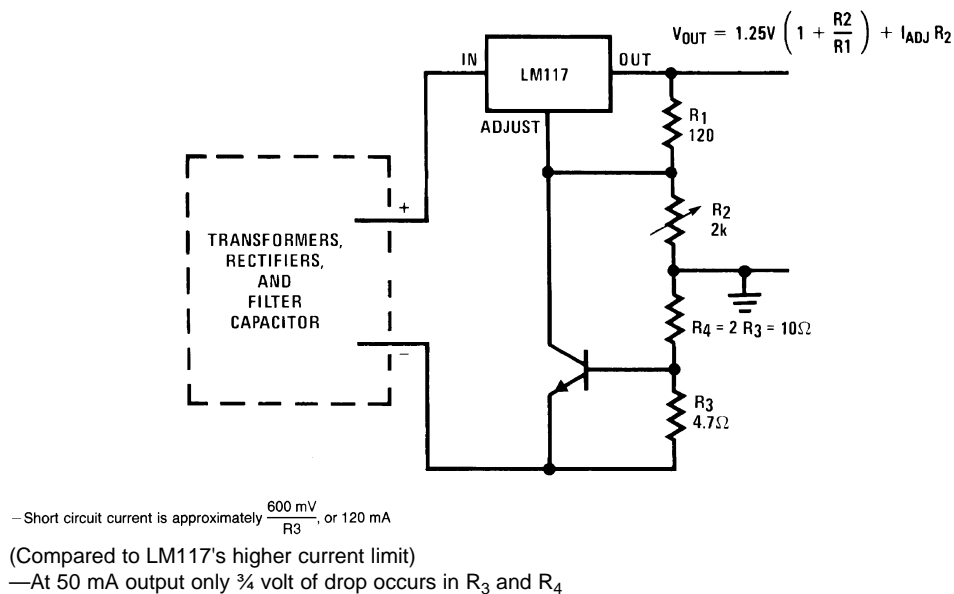 V_OUT = 1.25V (1 + R2/R1) + I_ADJ R_2
IN
LM117
OUT
ADJUST
R1
120
+
R2
2k
TRANSFORMERS,
RECTIFIERS,
AND
FILTER
CAPACITOR
R4 = 2 R3 = 10Ω
−
R3
4.7Ω
–Short circuit current is approximately 600 mV/R3, or 120 mA
(Compared to LM117's higher current limit)
—At 50 mA output only ¾ volt of drop occurs in R3 and R4